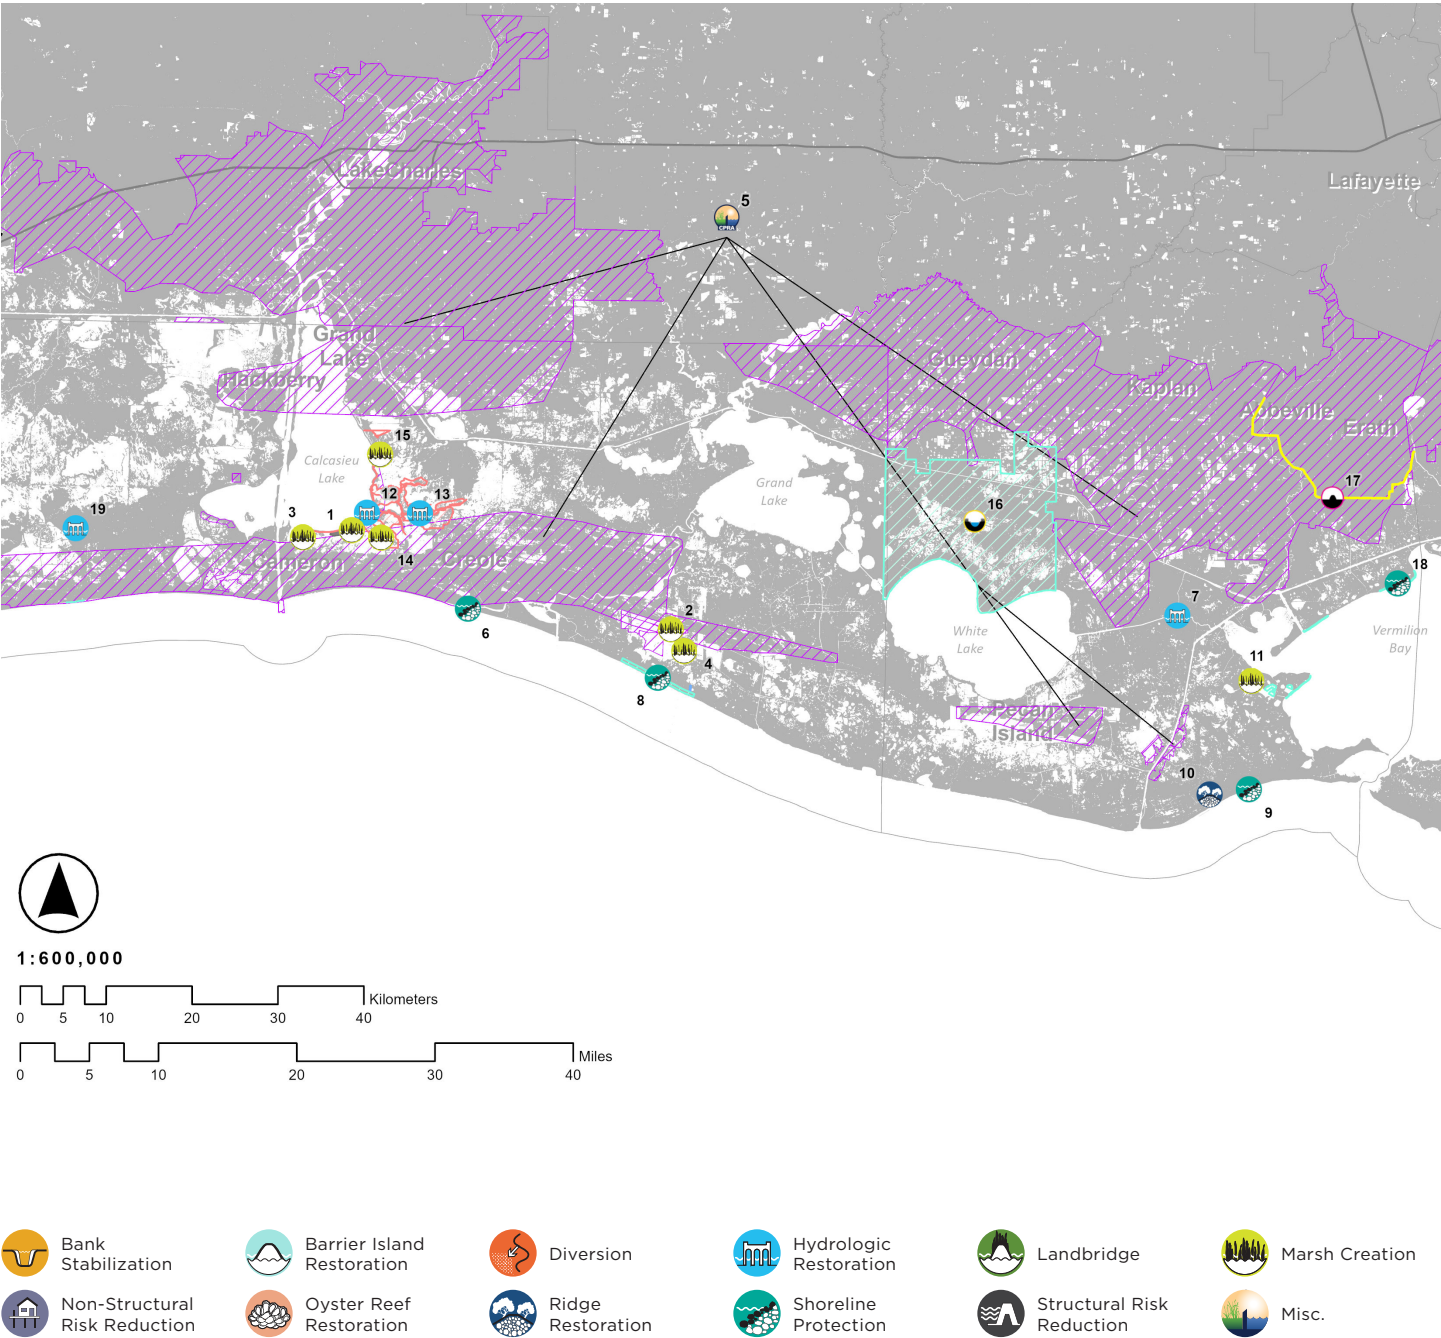 LakeCharles
Lafayette
5
CPRA
Grand
Lake
Hackberry
Gueydan
Kaplan
Abbeville
Erath
15
Calcasieu
Lake
Grand
Lake
12
13
17
19
3
1
16
14
Cameron
Creole
18
6
2
7
White
Lake
Vermilion
Bay
4
11
8
Pecan
Island
10
9
1:600,000
Kilometers
0 5 10 20 30 40
Miles
0 5 10 20 30 40
Bank
Stabilization
Barrier Island
Restoration
Diversion
Hydrologic
Restoration
Landbridge
Marsh Creation
Non-Structural
Risk Reduction
Oyster Reef
Restoration
Ridge
Restoration
Shoreline
Protection
Structural Risk
Reduction
Misc.